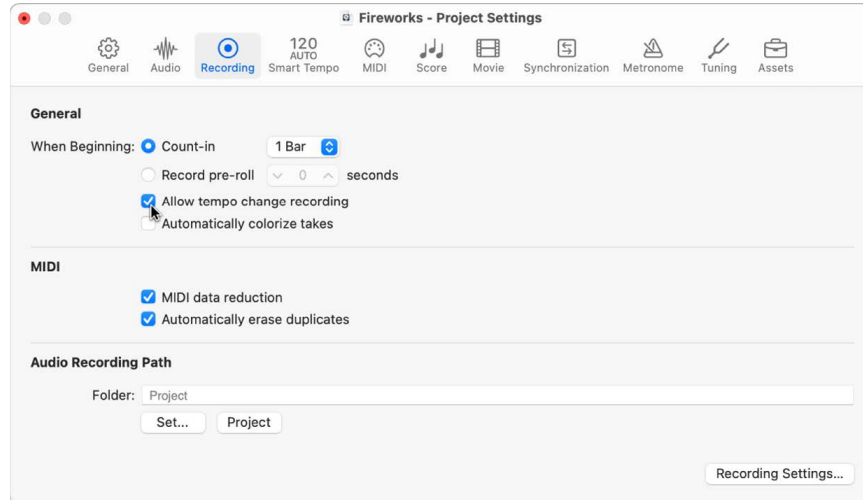 Fireworks - Project Settings
120
AUTO
General Audio Recording Smart Tempo MIDI Score Movie Synchronization Metronome Tuning Assets
General
When Beginning: Count-in 1 Bar
Record pre-roll 0 seconds
Allow tempo change recording
Automatically colorize takes
MIDI
MIDI data reduction
Automatically erase duplicates
Audio Recording Path
Folder: Project
Set... Project
Recording Settings...